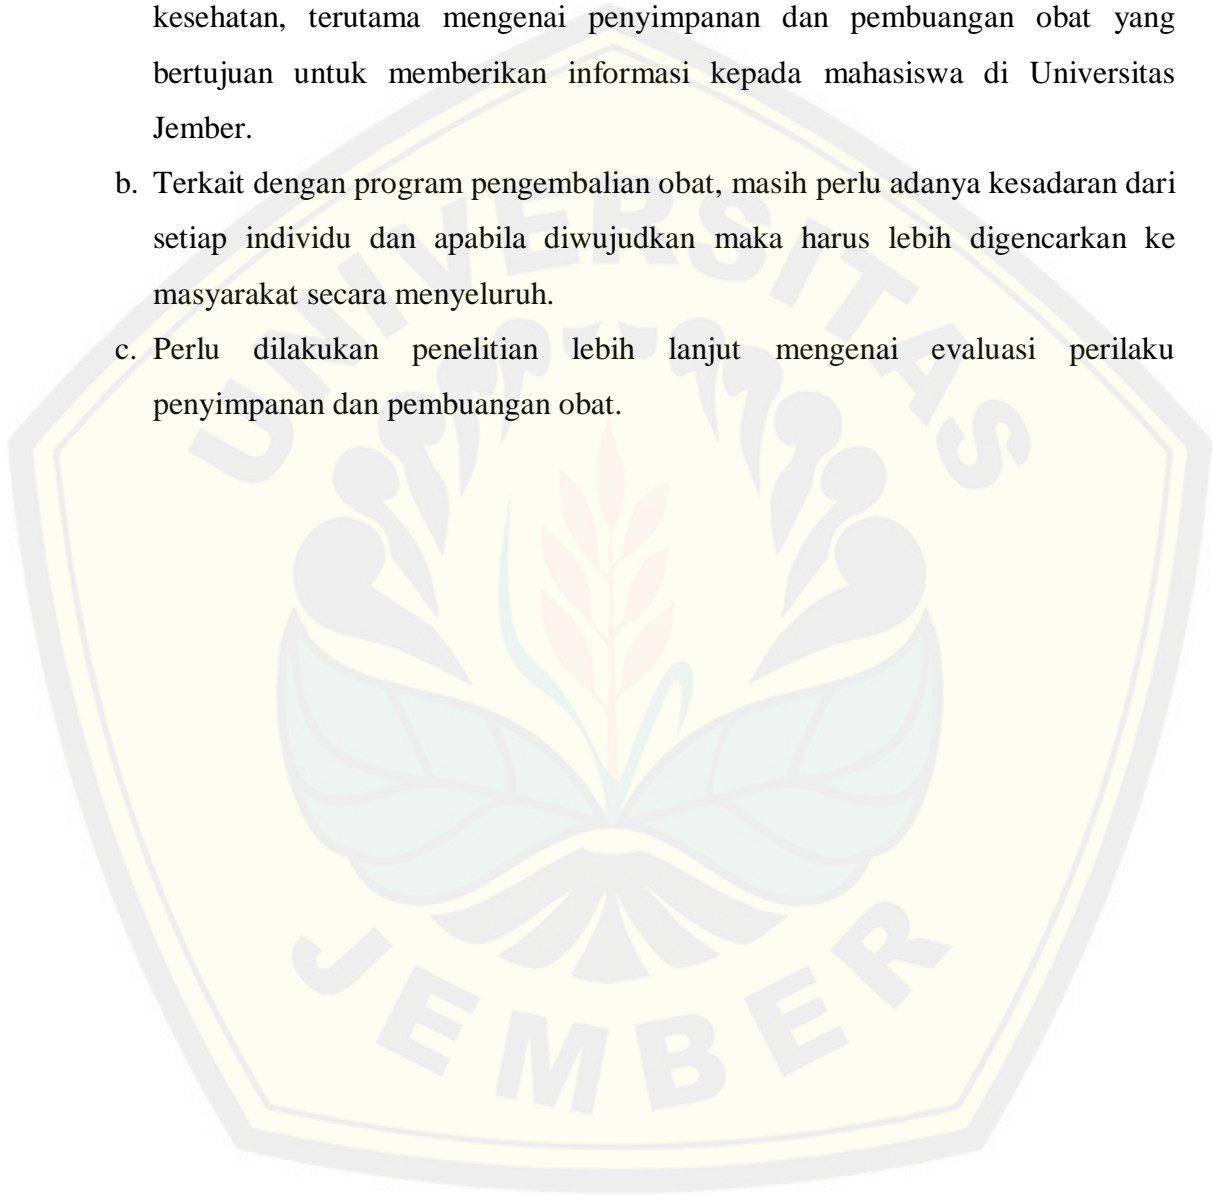 kesehatan, terutama mengenai penyimpanan dan pembuangan obat yang
bertujuan untuk memberikan informasi kepada mahasiswa di Universitas
Jember.
b. Terkait dengan program pengembalian obat, masih perlu adanya kesadaran dari
setiap individu dan apabila diwujudkan maka harus lebih digencarkan ke
masyarakat secara menyeluruh.
c. Perlu dilakukan penelitian lebih lanjut mengenai evaluasi perilaku
penyimpanan dan pembuangan obat.
UNIVERSITAS
JEMBER